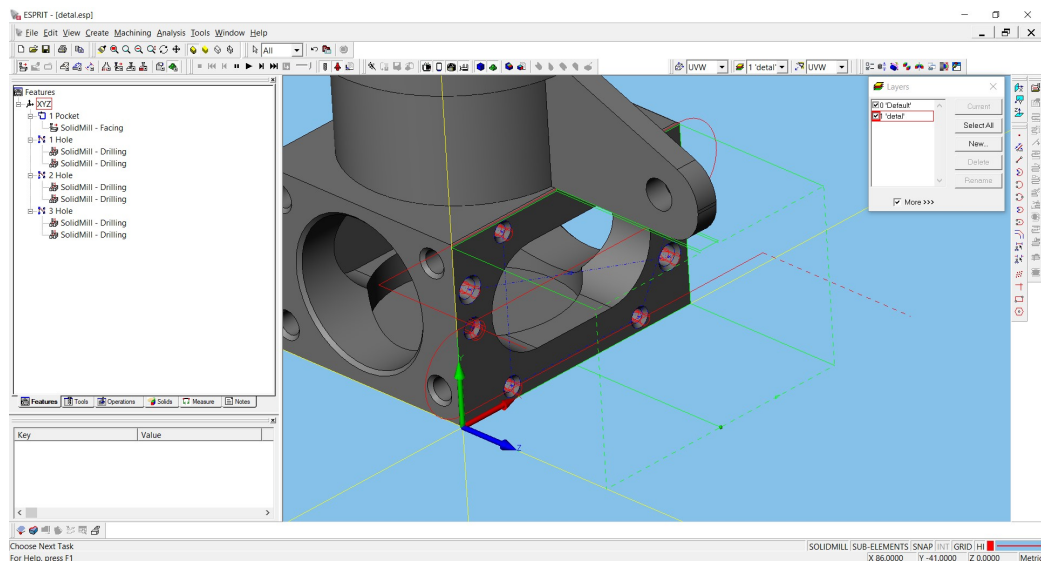 ESPRIT - [detal.esp]
File Edit View Create Machining Analysis Tools Window Help
All
UVW 1 'detal' UVW
Features
XYZ
1 Pocket
SolidMill - Facing
1 Hole
SolidMill - Drilling
SolidMill - Drilling
2 Hole
SolidMill - Drilling
SolidMill - Drilling
3 Hole
SolidMill - Drilling
SolidMill - Drilling
Features Tools Operations Solids Measure Notes
Key Value
Layers
0 'Default'
1 'detal'
Current
Select All
New...
Delete
Rename
More >>>
Y
Z
Choose Next Task
SOLIDMILL SUB-ELEMENTS SNAP INT GRID HI
For Help, press F1
X 86.0000 Y -41.0000 Z 0.0000 Metric